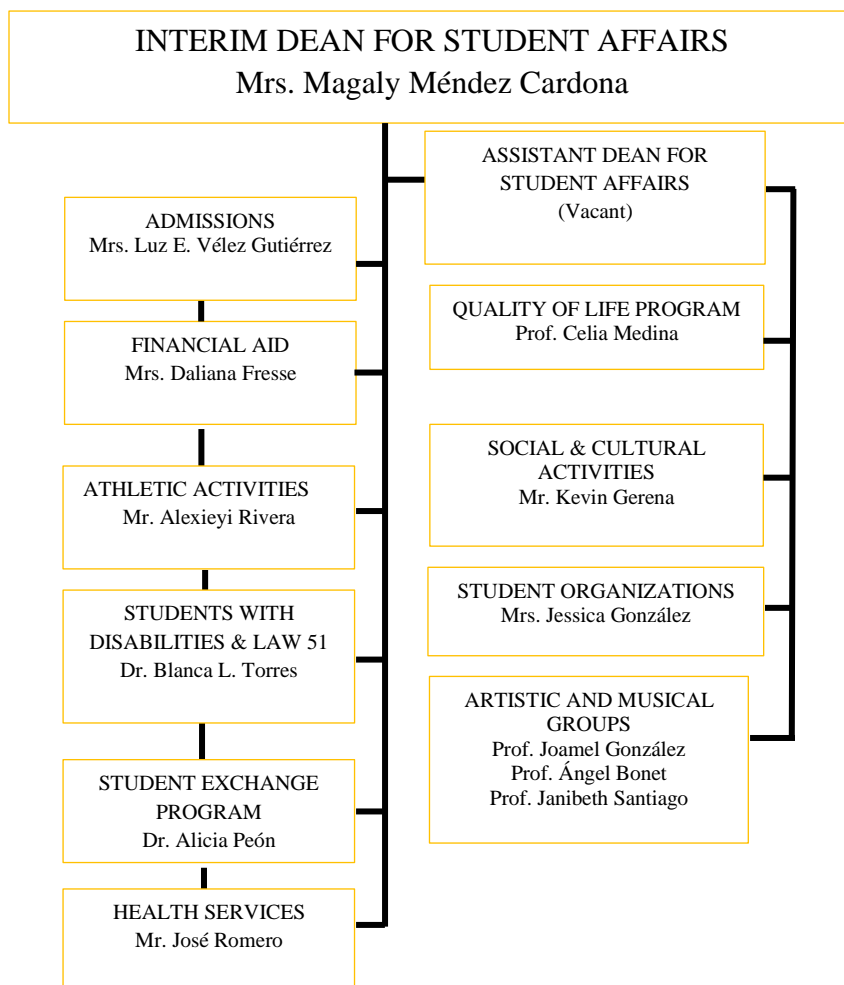 INTERIM DEAN FOR STUDENT AFFAIRS
Mrs. Magaly Méndez Cardona
ASSISTANT DEAN FOR
STUDENT AFFAIRS
(Vacant)
ADMISSIONS
Mrs. Luz E. Vélez Gutiérrez
FINANCIAL AID
Mrs. Daliana Fresse
ATHLETIC ACTIVITIES
Mr. Alexieyi Rivera
STUDENTS WITH
DISABILITIES & LAW 51
Dr. Blanca L. Torres
STUDENT EXCHANGE
PROGRAM
Dr. Alicia Peón
HEALTH SERVICES
Mr. José Romero
QUALITY OF LIFE PROGRAM
Prof. Celia Medina
SOCIAL & CULTURAL
ACTIVITIES
Mr. Kevin Gerena
STUDENT ORGANIZATIONS
Mrs. Jessica González
ARTISTIC AND MUSICAL
GROUPS
Prof. Joamel González
Prof. Ángel Bonet
Prof. Janibeth Santiago